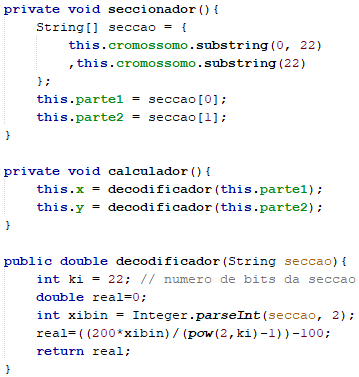 private void seccionador(){
String[] seccao = {
this.cromossomo.substring(0, 22)
,this.cromossomo.substring(22)
};
this.parte1 = seccao[0];
this.parte2 = seccao[1];
}
private void calculador(){
this.x = decodificador(this.parte1);
this.y = decodificador(this.parte2);
}
public double decodificador(String seccao){
int ki = 22; // numero de bits da seccao
double real=0;
int xibin = Integer.parseInt(seccao, 2);
real=((200*xibin)/(pow(2,ki)-1))-100;
return real;
}